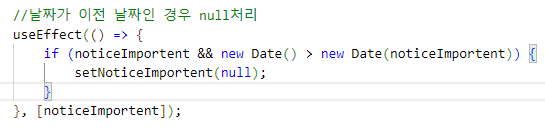 //날짜가 이전 날짜인 경우 null처리
useEffect(() => {
    if (noticeImportent && new Date() > new Date(noticeImportent)) {
        setNoticeImportent(null);
    }
}, [noticeImportent]);